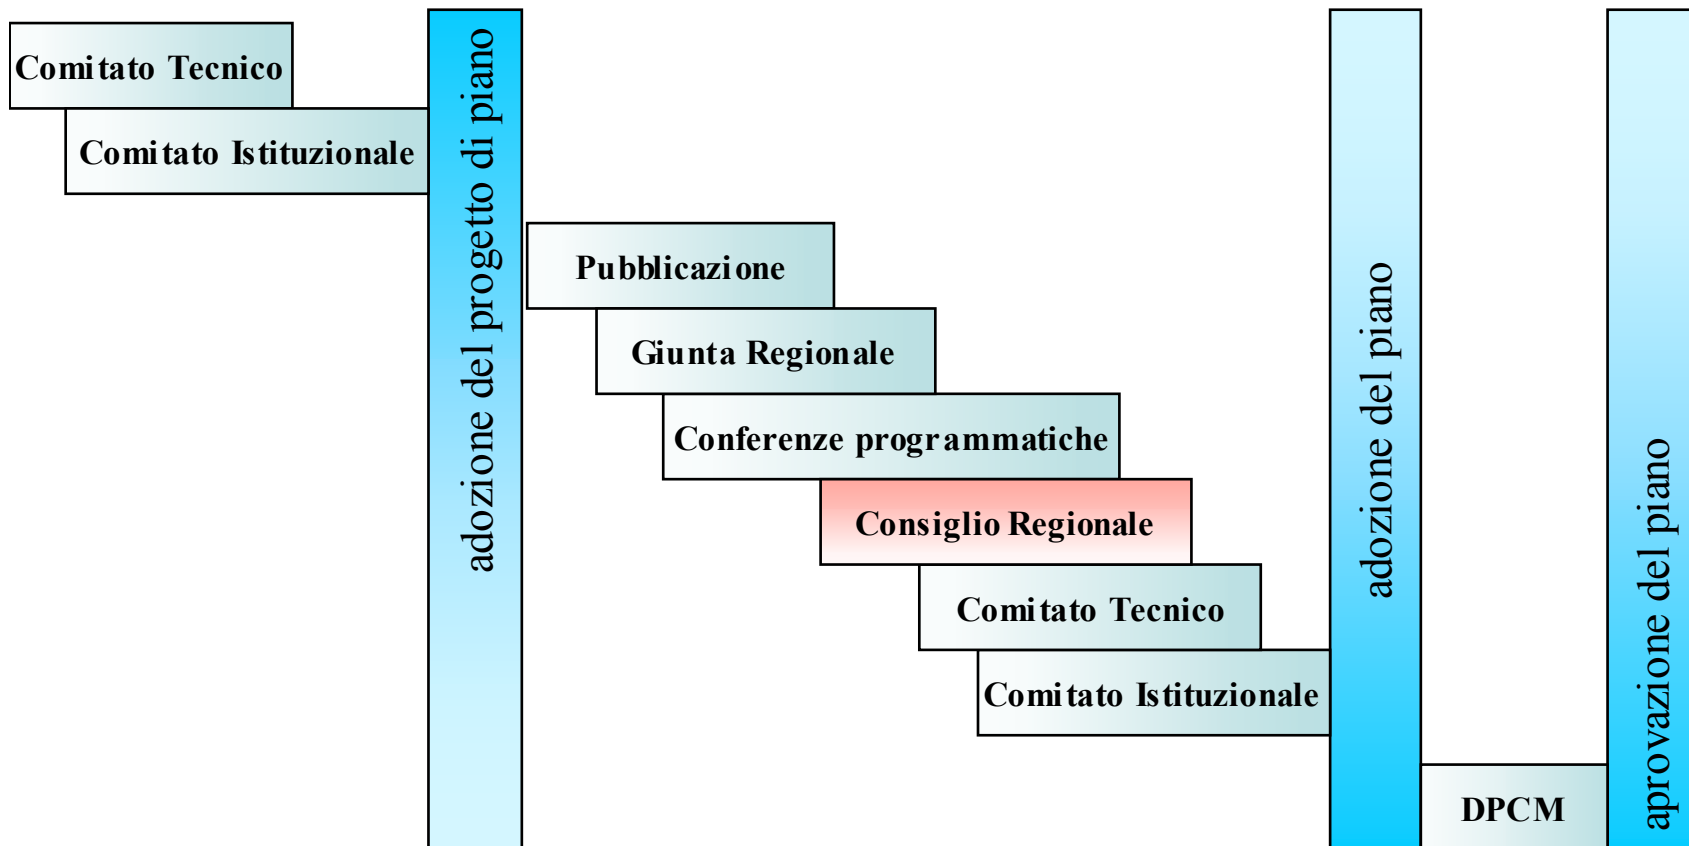 Comitato Tecnico
Comitato Istituzionale
adozione del progetto di piano
Pubblicazione
Giunta Regionale
Conferenze programmatiche
Consiglio Regionale
Comitato Tecnico
Comitato Istituzionale
adozione del piano
DPCM
aprovazione del piano